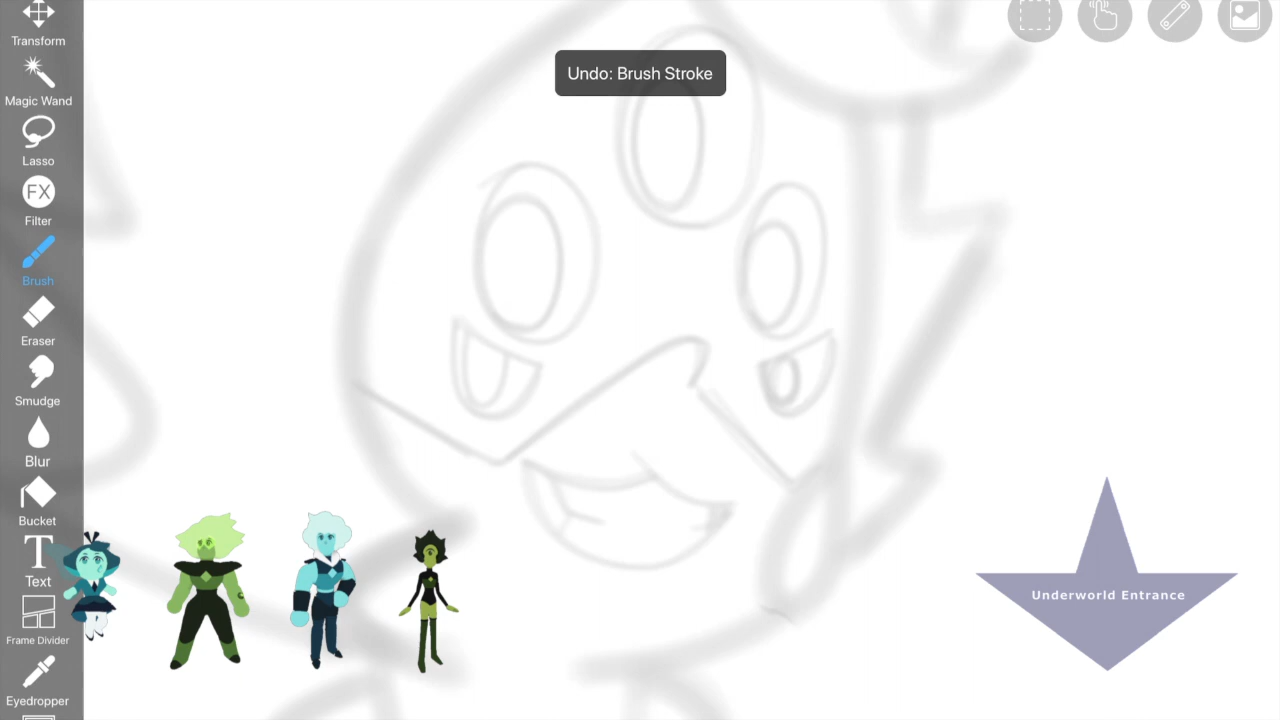 Transform
Magic Wand
Lasso
FX
Filter
Brush
Eraser
Smudge
Blur
Bucket
T
Text
Frame Divider
Eyedropper
Undo: Brush Stroke
Underworld Entrance